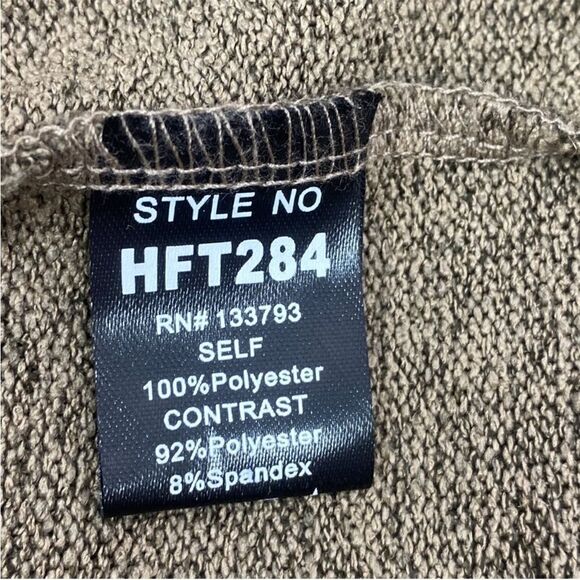 STYLE NO
HFT284
RN# 133793
SELF
100%Polyester
CONTRAST
92%Polyester
8%Spandex